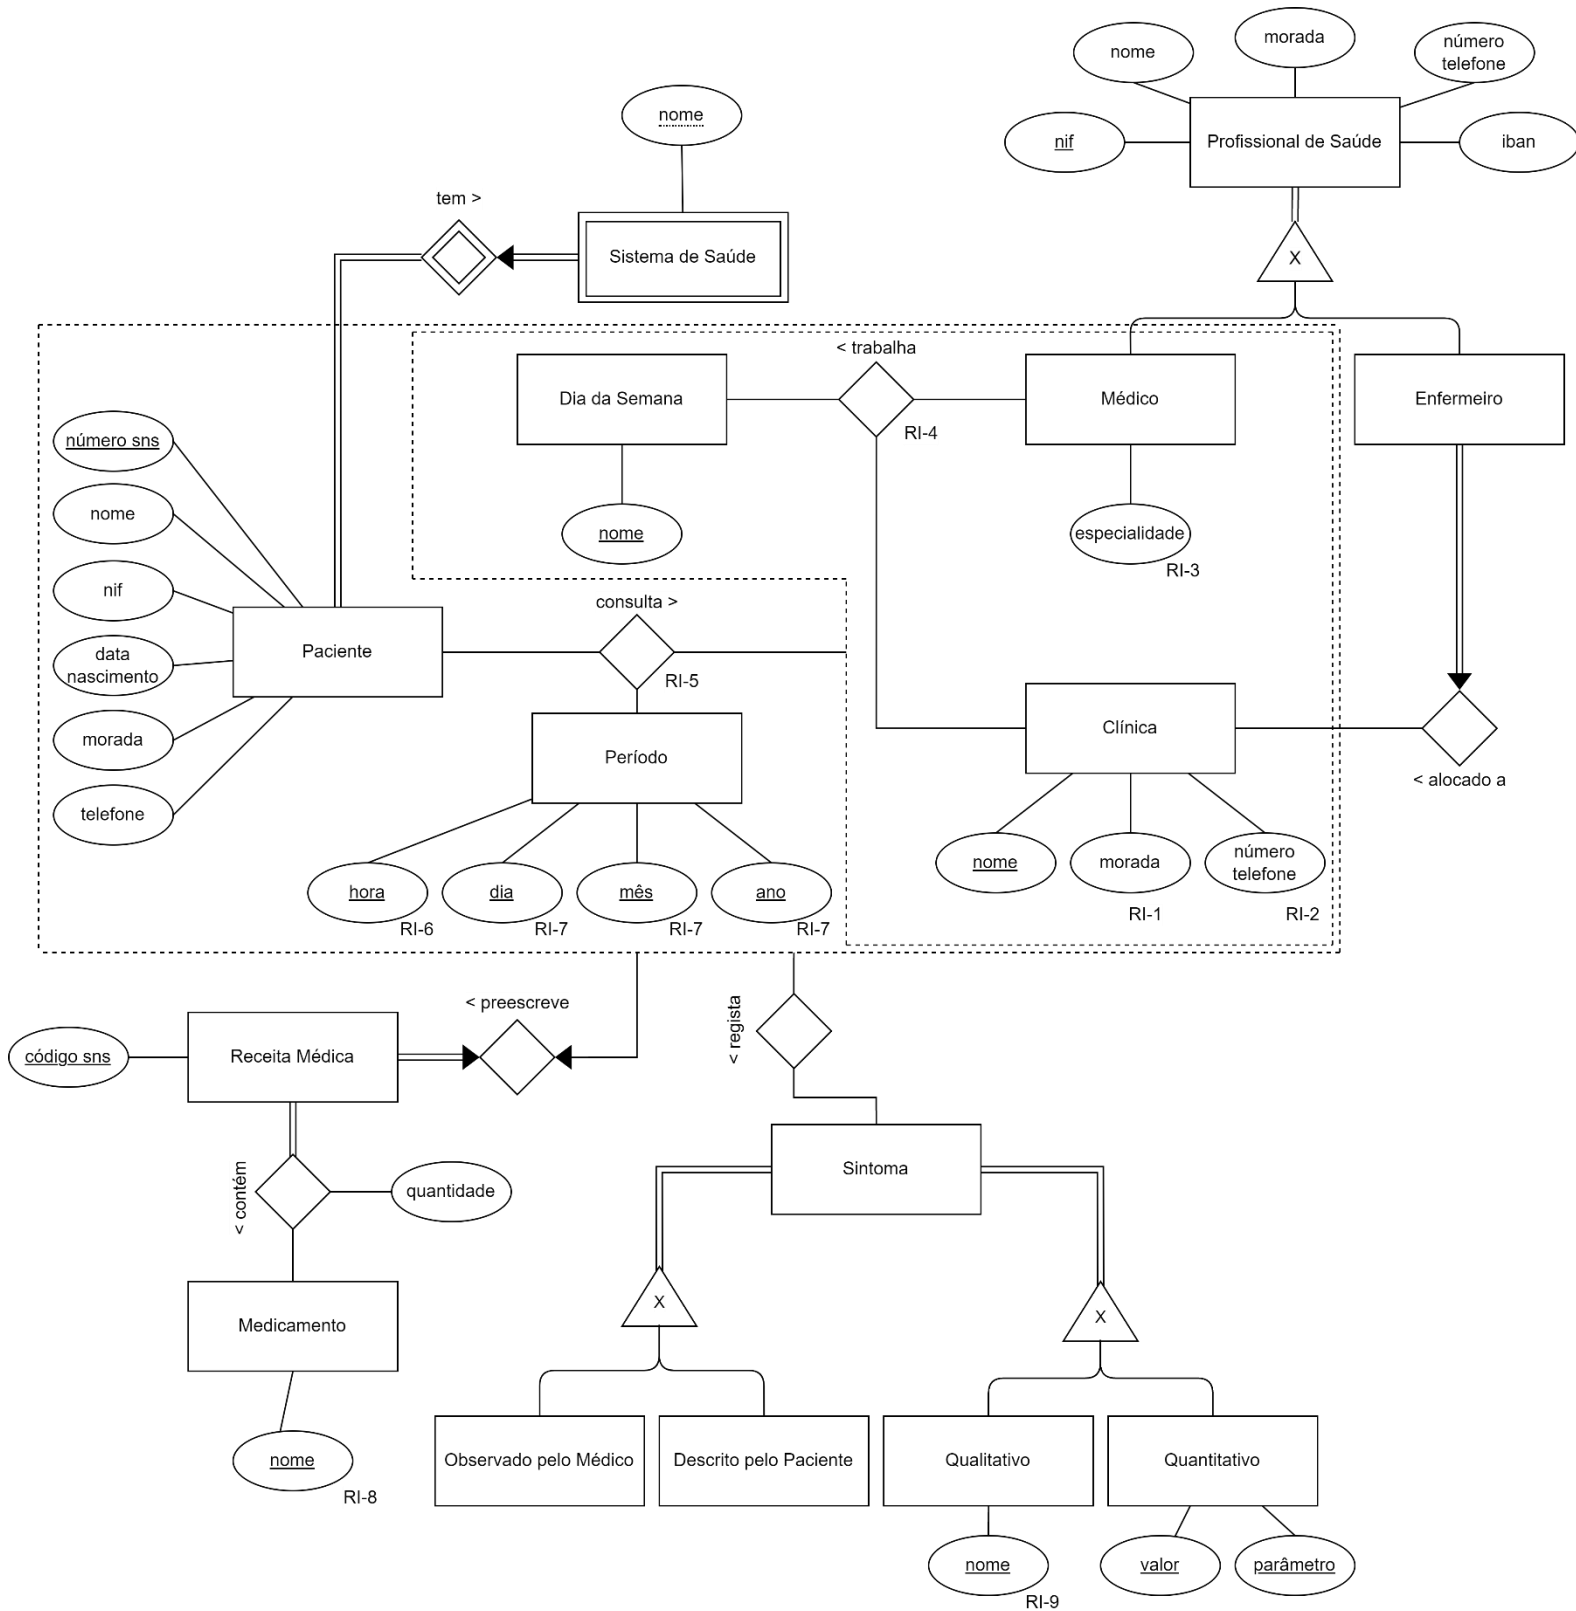 morada
nome
número
telefone
nome
nif
Profissional de Saúde
iban
tem >
Sistema de Saúde
X
< trabalha
Dia da Semana
Médico
Enfermeiro
número sns
RI-4
nome
nome
especialidade
RI-3
nif
consulta >
Paciente
data
nascimento
RI-5
Clínica
morada
Período
< alocado a
telefone
nome
morada
número
telefone
hora
dia
mês
ano
RI-1
RI-2
RI-6
RI-7
RI-7
RI-7
< preescreve
< regista
código sns
Receita Médica
Sintoma
< contém
quantidade
X
X
Medicamento
Observado pelo Médico
Descrito pelo Paciente
Qualitativo
Quantitativo
nome
RI-8
nome
valor
parâmetro
RI-9